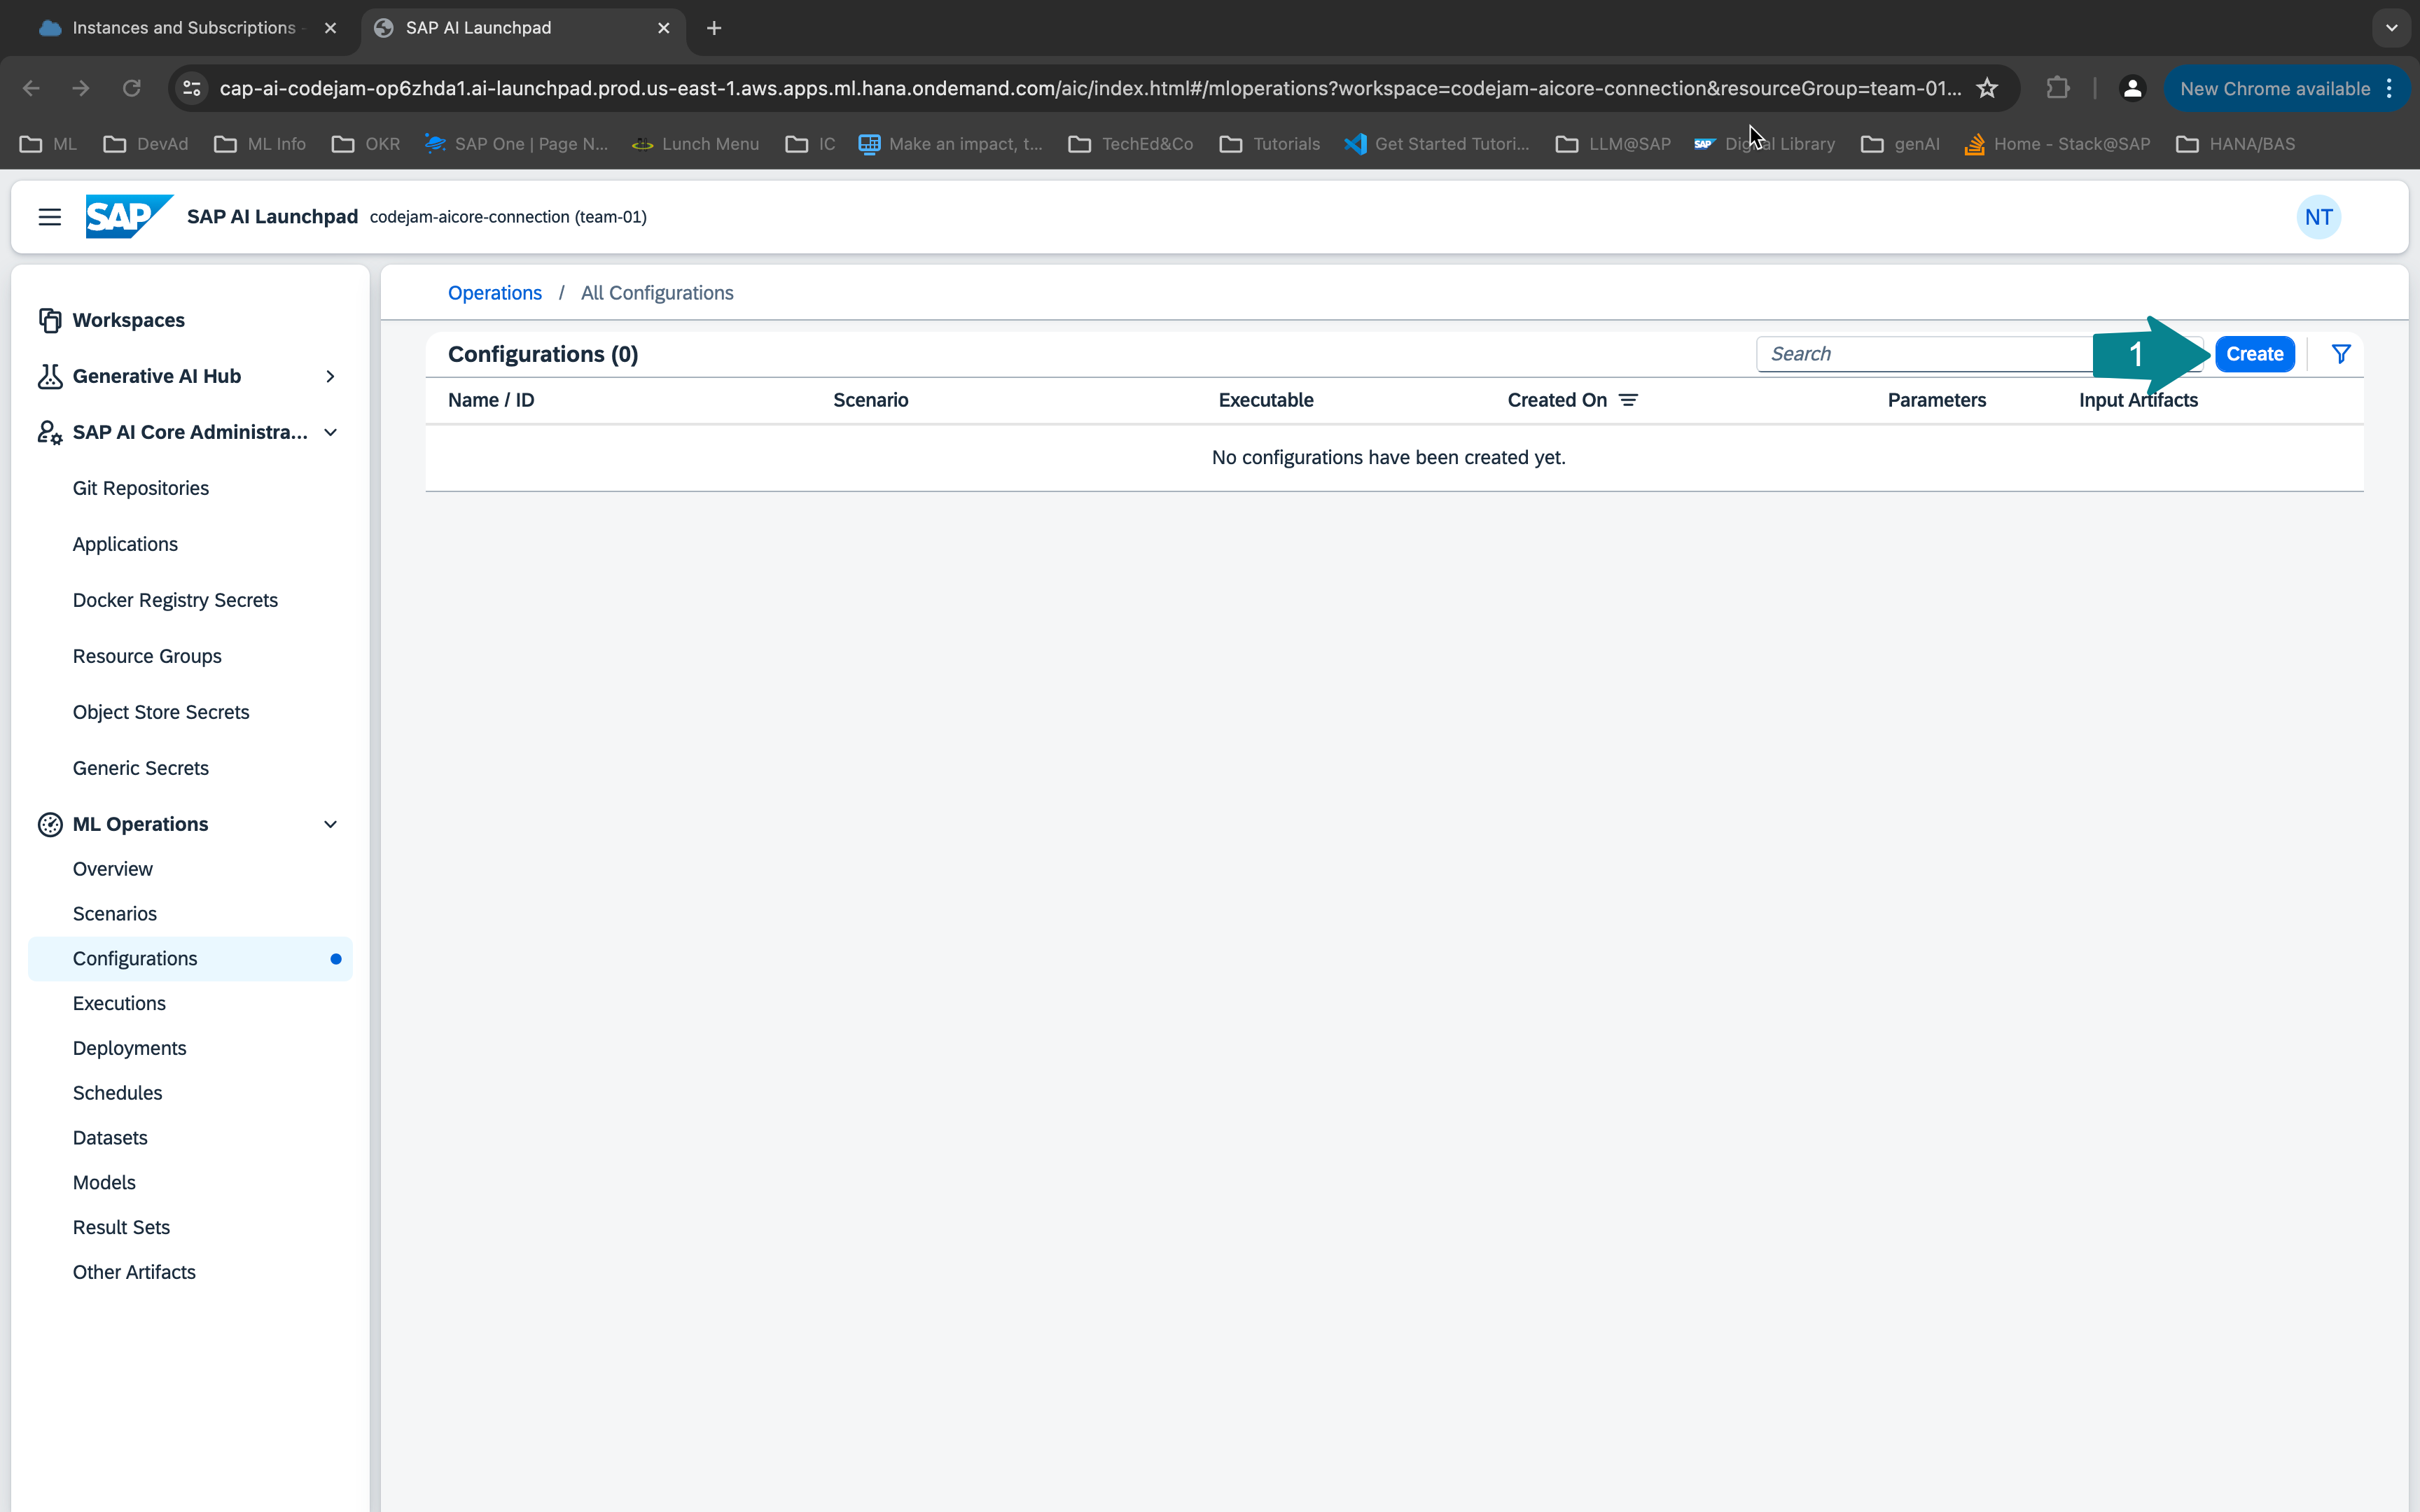 Instances and Subscriptions -
SAP AI Launchpad
cap-ai-codejam-op6zhda1.ai-launchpad.prod.us-east-1.aws.apps.ml.hana.ondemand.com/aic/index.html#/mloperations?workspace=codejam-aicore-connection&resourceGroup=team-01...
New Chrome available
ML
DevAd
ML Info
OKR
SAP One | Page N...
Lunch Menu
IC
Make an impact, t...
TechEd&Co
Tutorials
Get Started Tutori...
LLM@SAP
SAP
Digital Library
genAI
Home - Stack@SAP
HANA/BAS
SAP
SAP AI Launchpad
codejam-aicore-connection (team-01)
NT
Workspaces
Generative AI Hub
SAP AI Core Administra...
Git Repositories
Applications
Docker Registry Secrets
Resource Groups
Object Store Secrets
Generic Secrets
ML Operations
Overview
Scenarios
Configurations
Executions
Deployments
Schedules
Datasets
Models
Result Sets
Other Artifacts
Operations / All Configurations
Configurations (0)
Search
1
Create
Name / ID
Scenario
Executable
Created On
Parameters
Input Artifacts
No configurations have been created yet.